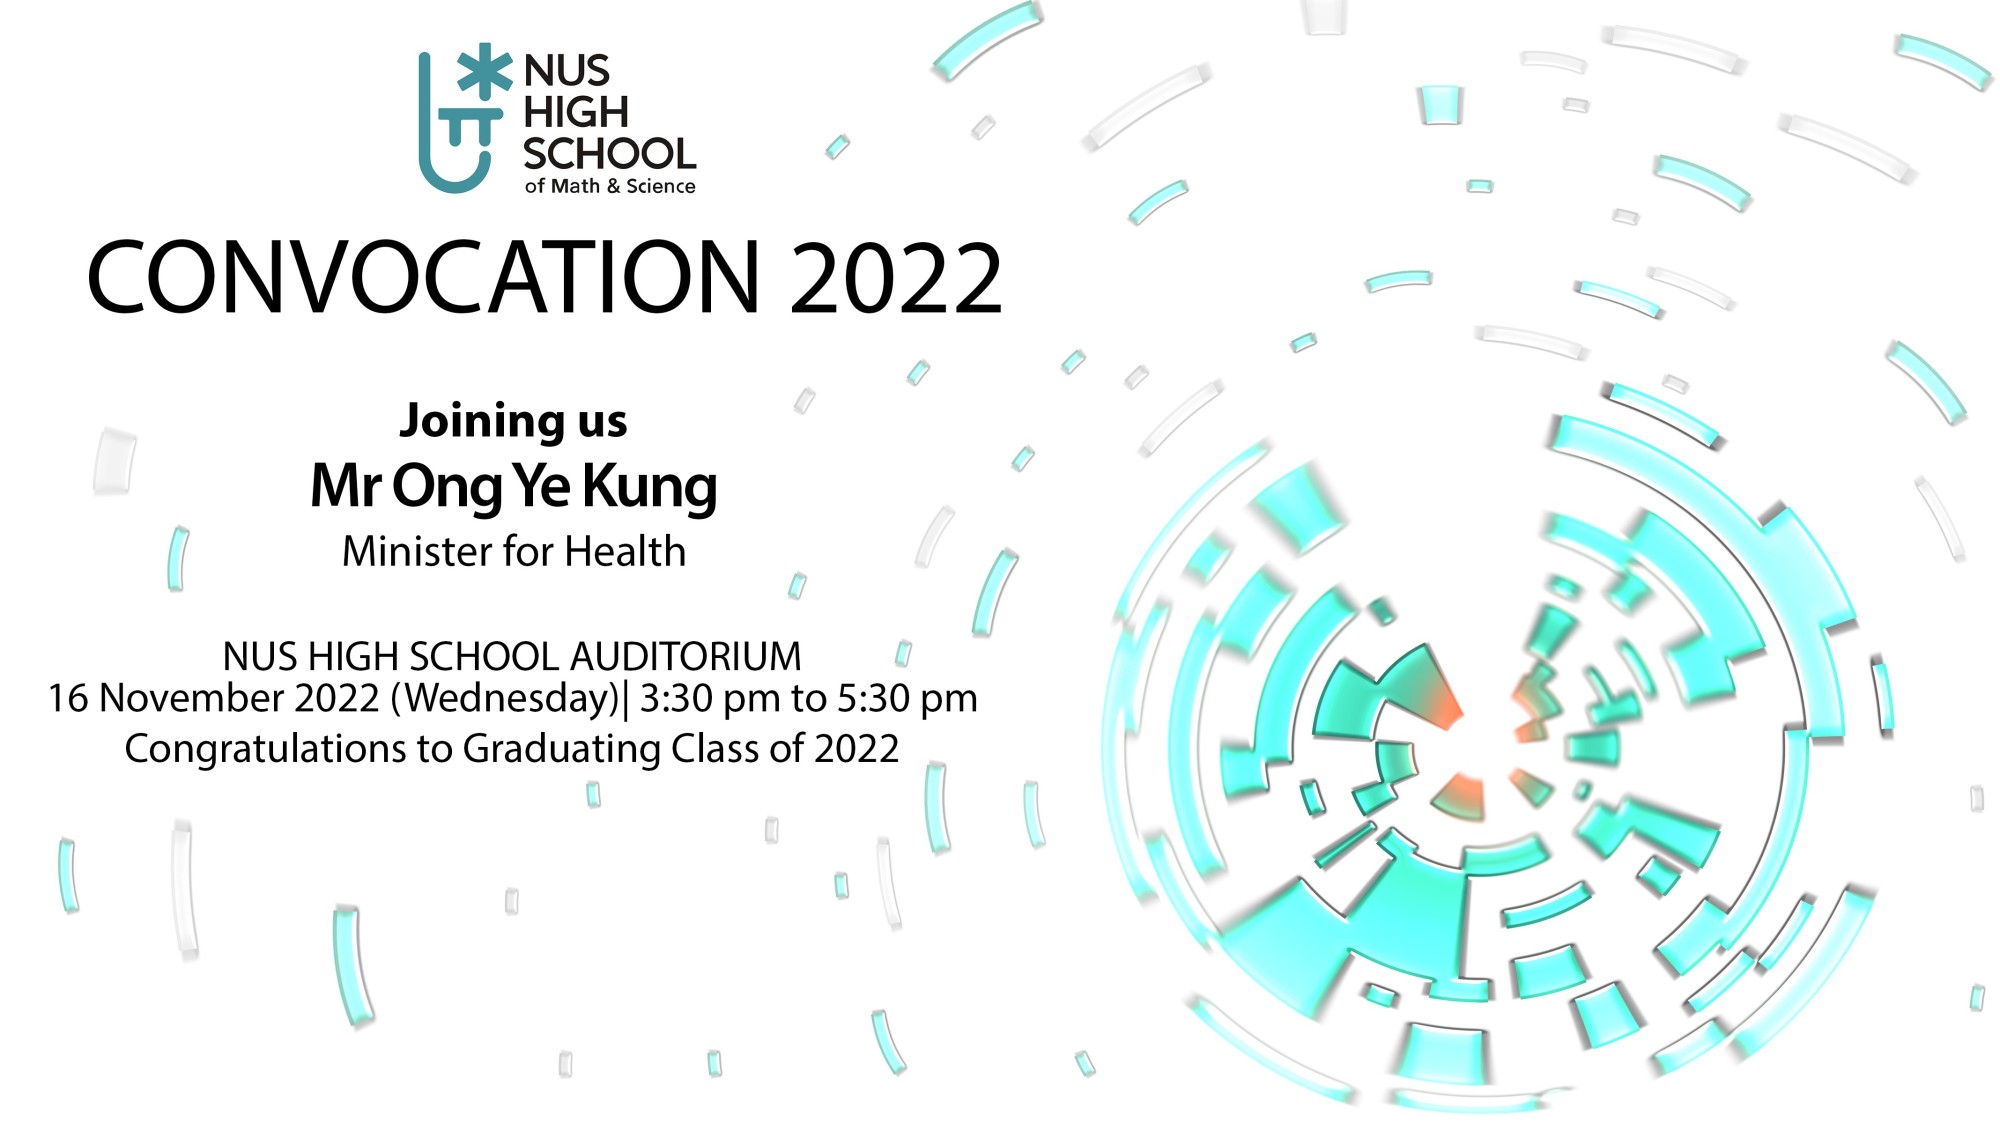 NUS
HIGH
SCHOOL
of Math & Science
CONVOCATION 2022
Joining us
Mr Ong Ye Kung
Minister for Health
NUS HIGH SCHOOL AUDITORIUM
16 November 2022 (Wednesday)| 3:30 pm to 5:30 pm
Congratulations to Graduating Class of 2022